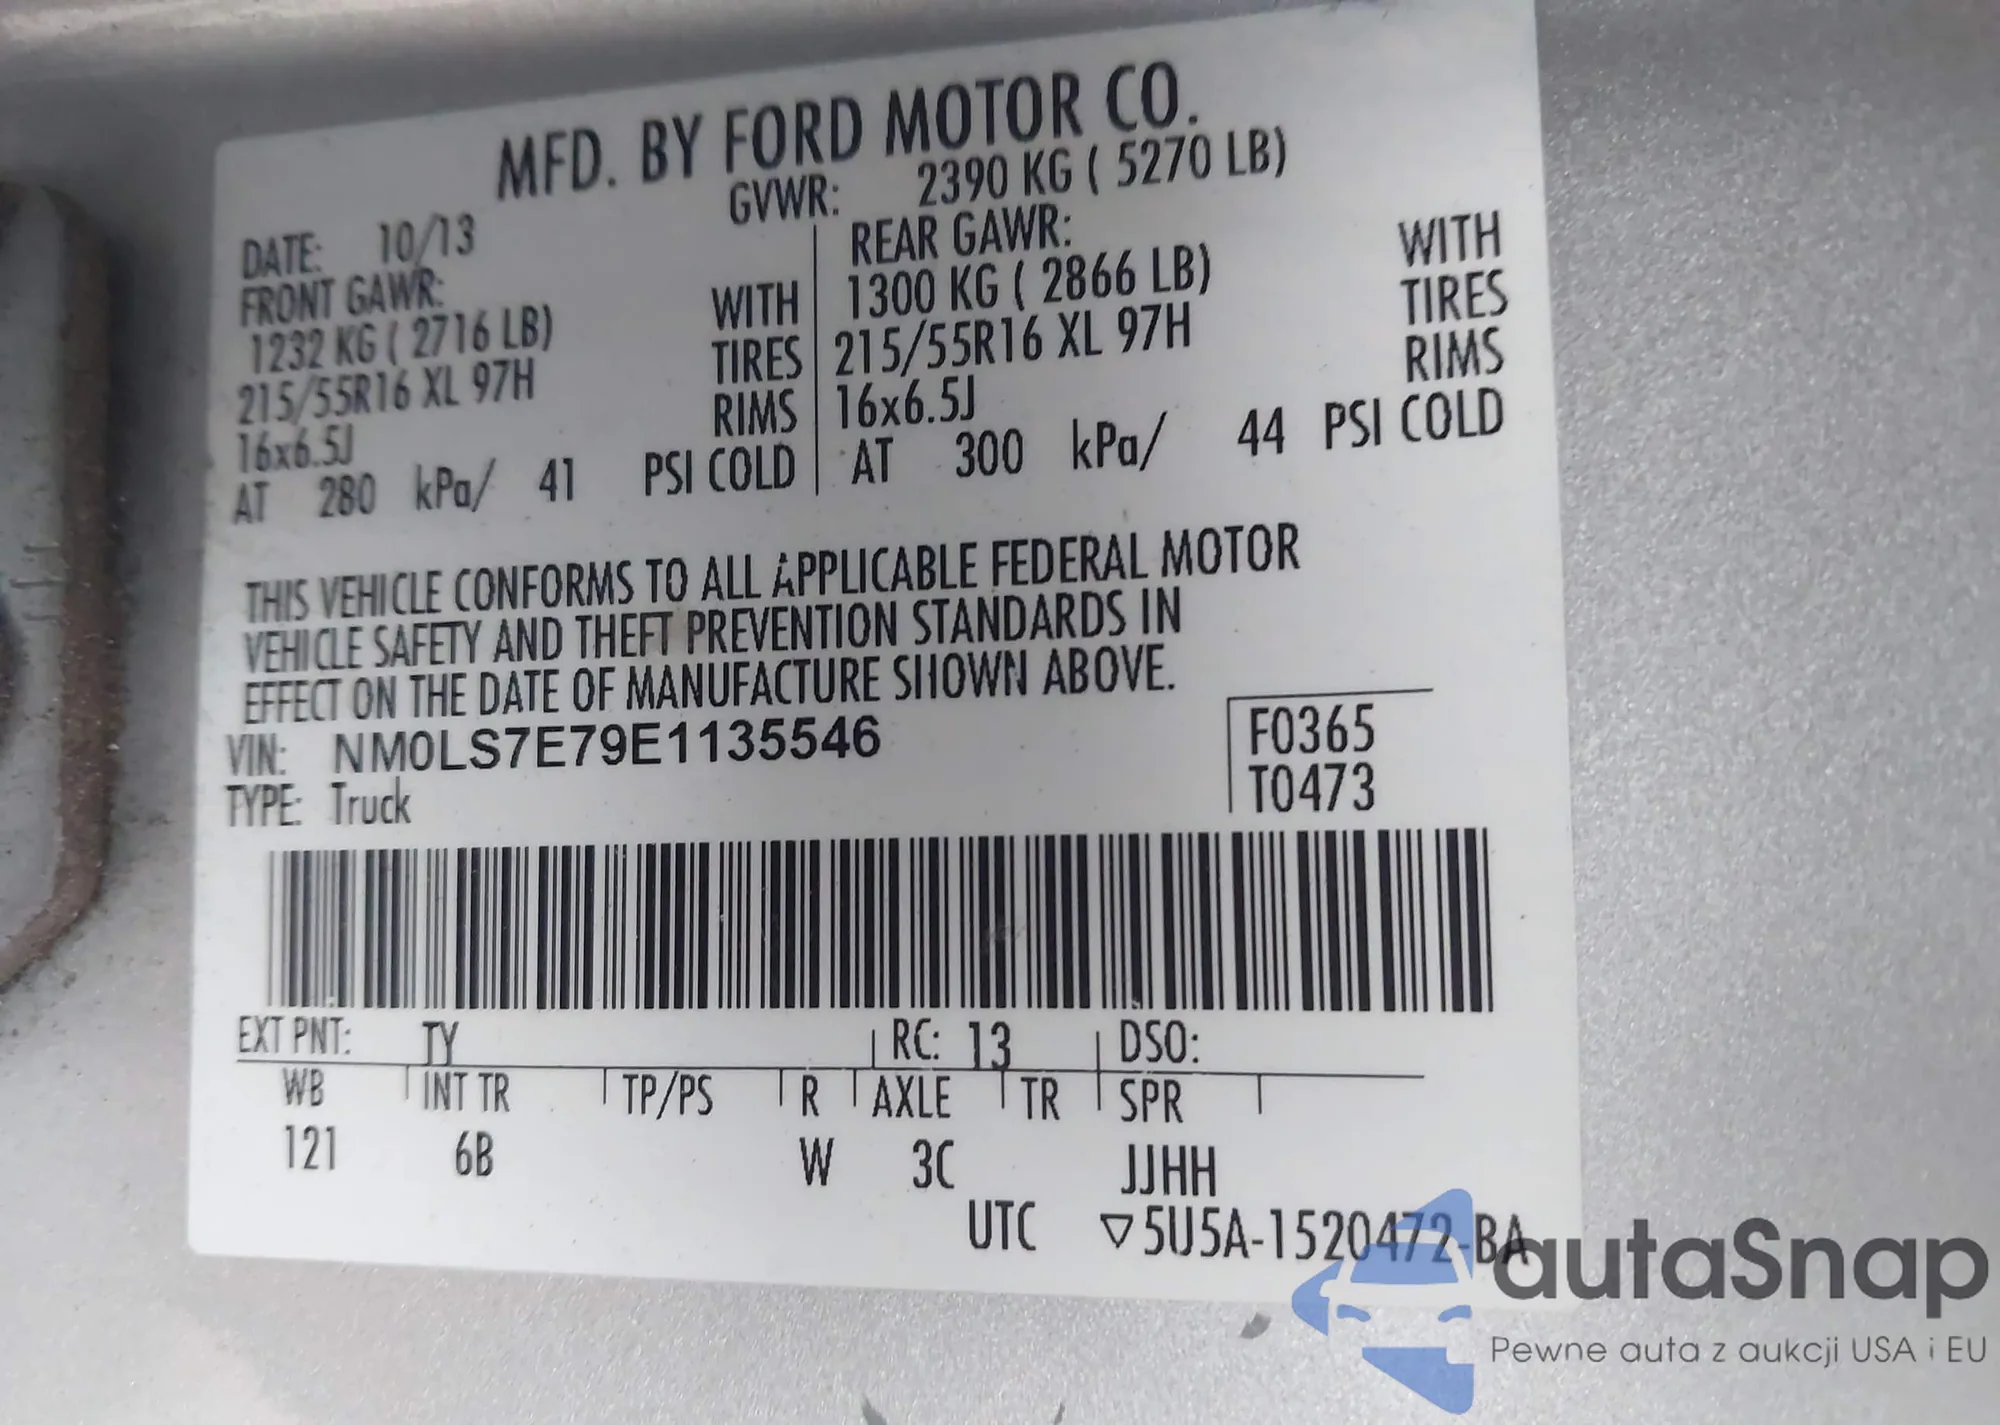 MFD. BY FORD MOTOR CO.
DATE: 10/13 GVWR: 2390 KG ( 5270 LB)
FRONT GAWR:
1232 KG ( 2716 LB) WITH
215/55R16 XL 97H TIRES
16x6.5J RIMS
AT 280 kPa/ 41 PSI COLD
REAR GAWR:
1300 KG ( 2866 LB) WITH
215/55R16 XL 97H TIRES
16x6.5J RIMS
AT 300 kPa/ 44 PSI COLD
THIS VEHICLE CONFORMS TO ALL APPLICABLE FEDERAL MOTOR
VEHICLE SAFETY AND THEFT PREVENTION STANDARDS IN
EFFECT ON THE DATE OF MANUFACTURE SHOWN ABOVE.
VIN: NM0LS7E79E1135546
TYPE: Truck
F0365
T0473
EXT PNT: TY RC: 13 DSO:
WB INT TR TP/PS R AXLE TR SPR
121 6B W 3C JJHH
UTC ▽5U5A-1520472-BA
autaSnap
Pewne auta z aukcji USA i EU